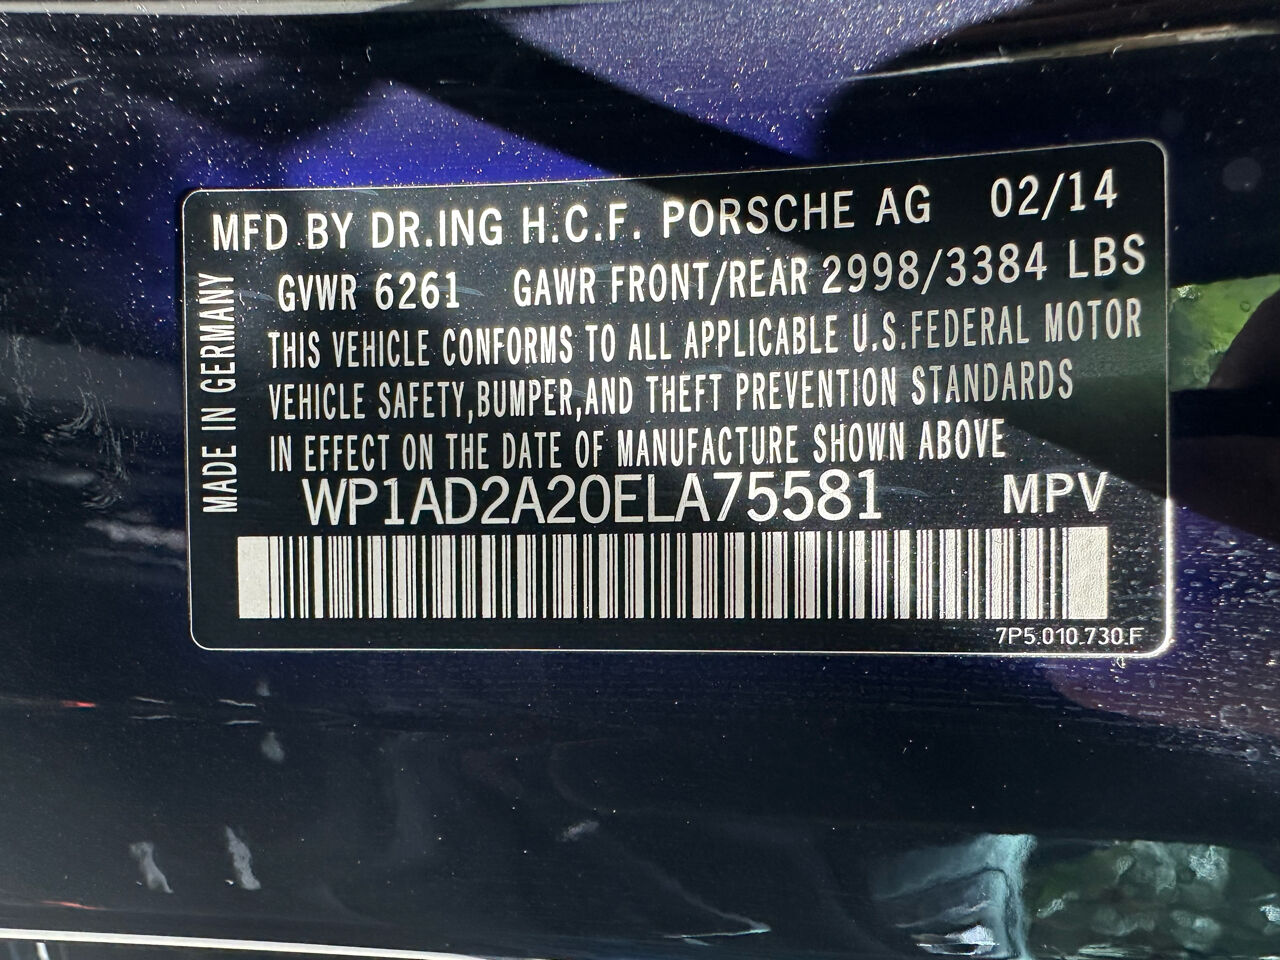 MFD BY DR.ING H.C.F. PORSCHE AG 02/14
GVWR 6261 GAWR FRONT/REAR 2998/3384 LBS
THIS VEHICLE CONFORMS TO ALL APPLICABLE U.S.FEDERAL MOTOR
VEHICLE SAFETY,BUMPER,AND THEFT PREVENTION STANDARDS
IN EFFECT ON THE DATE OF MANUFACTURE SHOWN ABOVE
MADE IN GERMANY
WP1AD2A20ELA75581 MPV
7P5.010.730.F